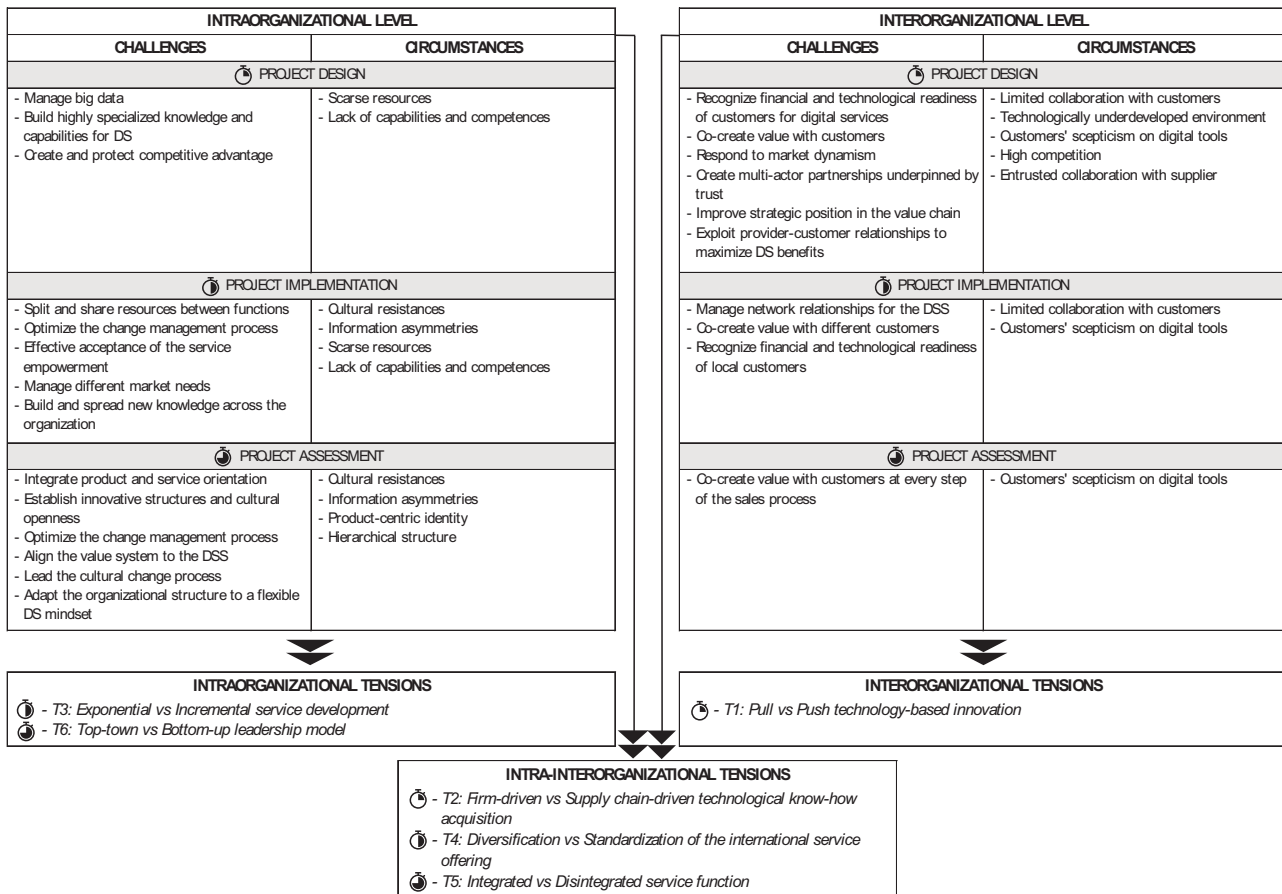 INTRAORGANIZATIONAL LEVEL
CHALLENGES
CIRCUMSTANCES
PROJECT DESIGN
- Manage big data
- Build highly specialized knowledge and
capabilities for DS
- Create and protect competitive advantage
- Scarse resources
- Lack of capabilities and competences
PROJECT IMPLEMENTATION
- Split and share resources between functions
- Optimize the change management process
- Effective acceptance of the service
empowerment
- Manage different market needs
- Build and spread new knowledge across the
organization
- Cultural resistances
- Information asymmetries
- Scarse resources
- Lack of capabilities and competences
PROJECT ASSESSMENT
- Integrate product and service orientation
- Establish innovative structures and cultural
openness
- Optimize the change management process
- Align the value system to the DSS
- Lead the cultural change process
- Adapt the organizational structure to a flexible
DS mindset
- Cultural resistances
- Information asymmetries
- Product-centric identity
- Hierarchical structure
INTERORGANIZATIONAL LEVEL
CHALLENGES
CIRCUMSTANCES
PROJECT DESIGN
- Recognize financial and technological readiness
of customers for digital services
- Co-create value with customers
- Respond to market dynamism
- Create multi-actor partnerships underpinned by
trust
- Improve strategic position in the value chain
- Exploit provider-customer relationships to
maximize DS benefits
- Limited collaboration with customers
- Technologically underdeveloped environment
- Customers' scepticism on digital tools
- High competition
- Entrusted collaboration with supplier
PROJECT IMPLEMENTATION
- Manage network relationships for the DSS
- Co-create value with different customers
- Recognize financial and technological readiness
of local customers
- Limited collaboration with customers
- Customers' scepticism on digital tools
PROJECT ASSESSMENT
- Co-create value with customers at every step
of the sales process
- Customers' scepticism on digital tools
INTRAORGANIZATIONAL TENSIONS
- T3: Exponential vs Incremental service development
- T6: Top-town vs Bottom-up leadership model
INTERORGANIZATIONAL TENSIONS
- T1: Pull vs Push technology-based innovation
INTRA-INTERORGANIZATIONAL TENSIONS
- T2: Firm-driven vs Supply chain-driven technological know-how
acquisition
- T4: Diversification vs Standardization of the international service
offering
- T5: Integrated vs Disintegrated service function